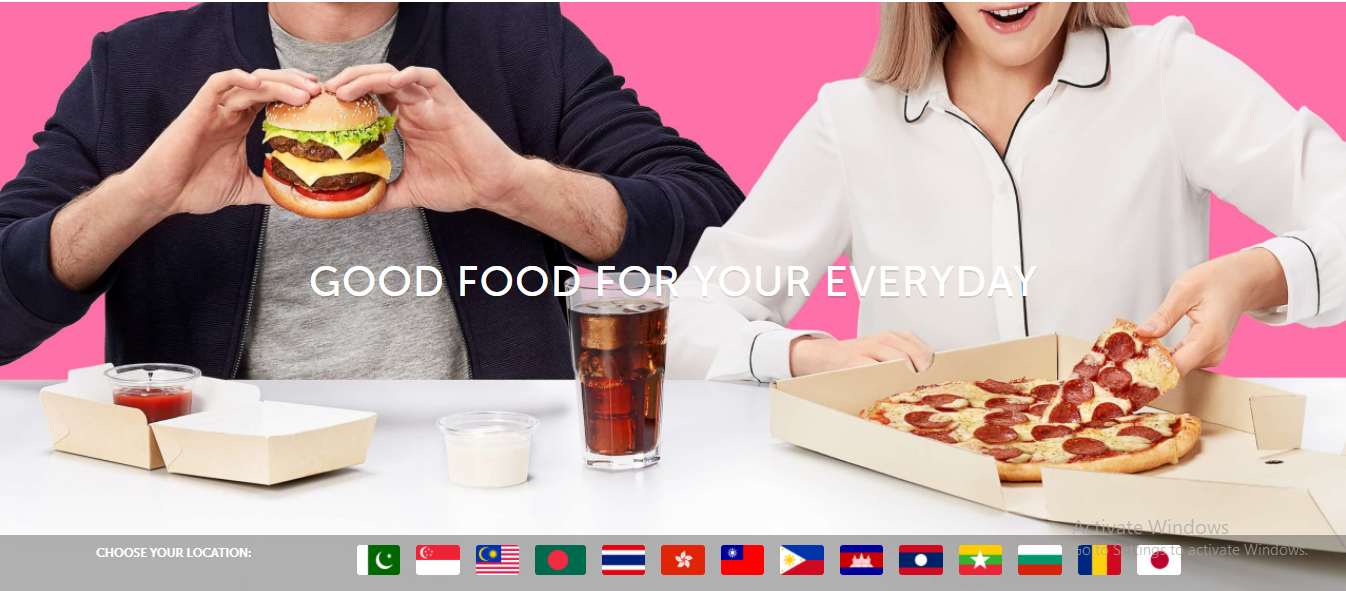 GOOD FOOD FOR YOUR EVERYDAY
Activate Windows
CHOOSE YOUR LOCATION:
Go to Settings to activate Windows.